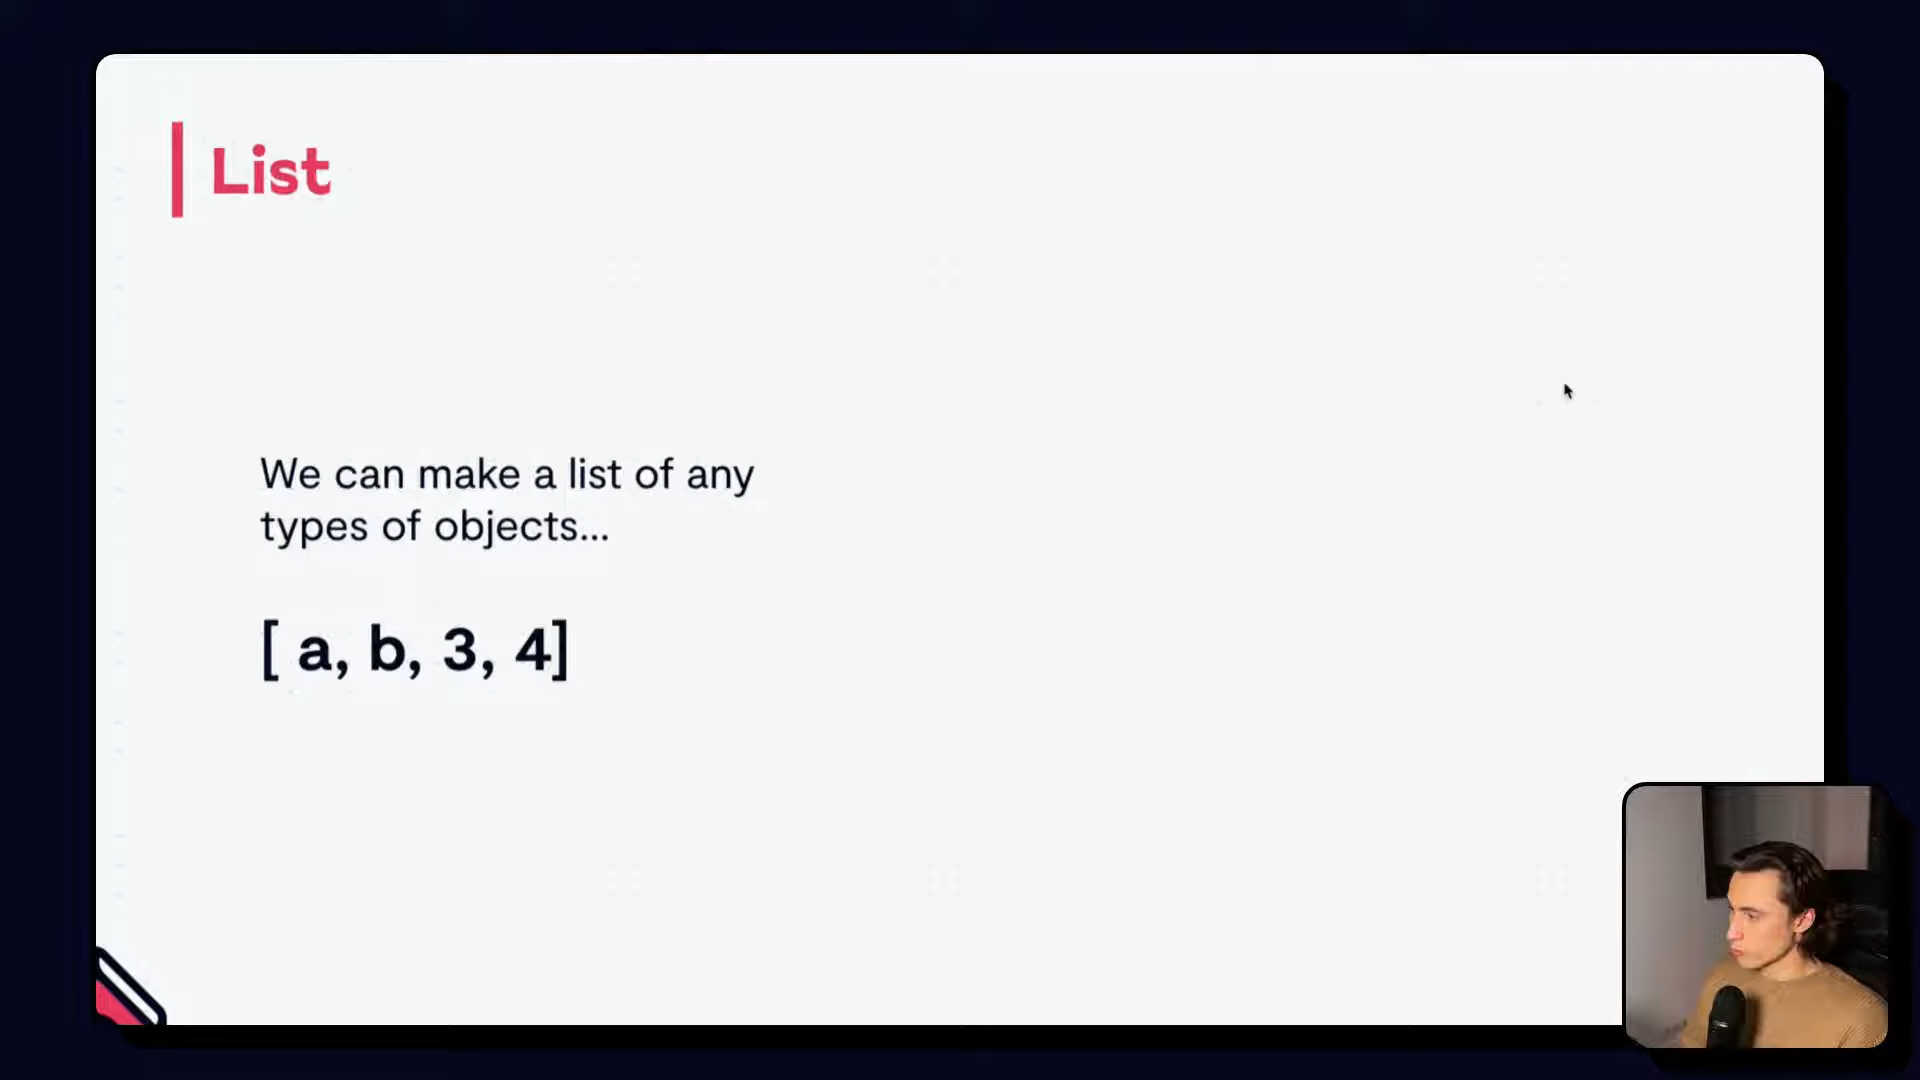 List
We can make a list of any
types of objects...
[ a, b, 3, 4]